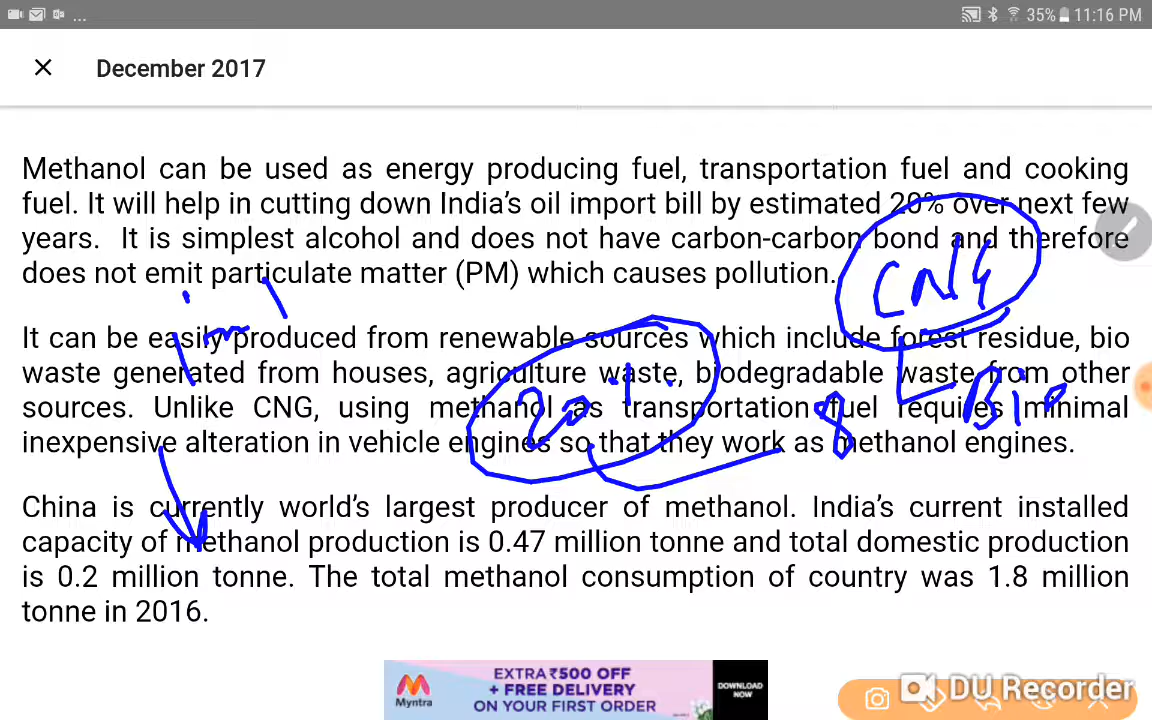 ... 35% 11:16 PM
× December 2017
Methanol can be used as energy producing fuel, transportation fuel and cooking
fuel. It will help in cutting down India's oil import bill by estimated 20% over next few
years. It is simplest alcohol and does not have carbon-carbon bond and therefore
does not emit particulate matter (PM) which causes pollution.
CNG
It can be easily produced from renewable sources which include forest residue, bio
waste generated from houses, agriculture waste, biodegradable waste from other
20% 8 Bio
sources. Unlike CNG, using methanol as transportation fuel requires minimal
inexpensive alteration in vehicle engines so that they work as methanol engines.
China is currently world's largest producer of methanol. India's current installed
capacity of methanol production is 0.47 million tonne and total domestic production
is 0.2 million tonne. The total methanol consumption of country was 1.8 million
tonne in 2016.
Myntra
EXTRA ₹500 OFF
+ FREE DELIVERY
ON YOUR FIRST ORDER
DOWNLOAD
NOW
DU Recorder